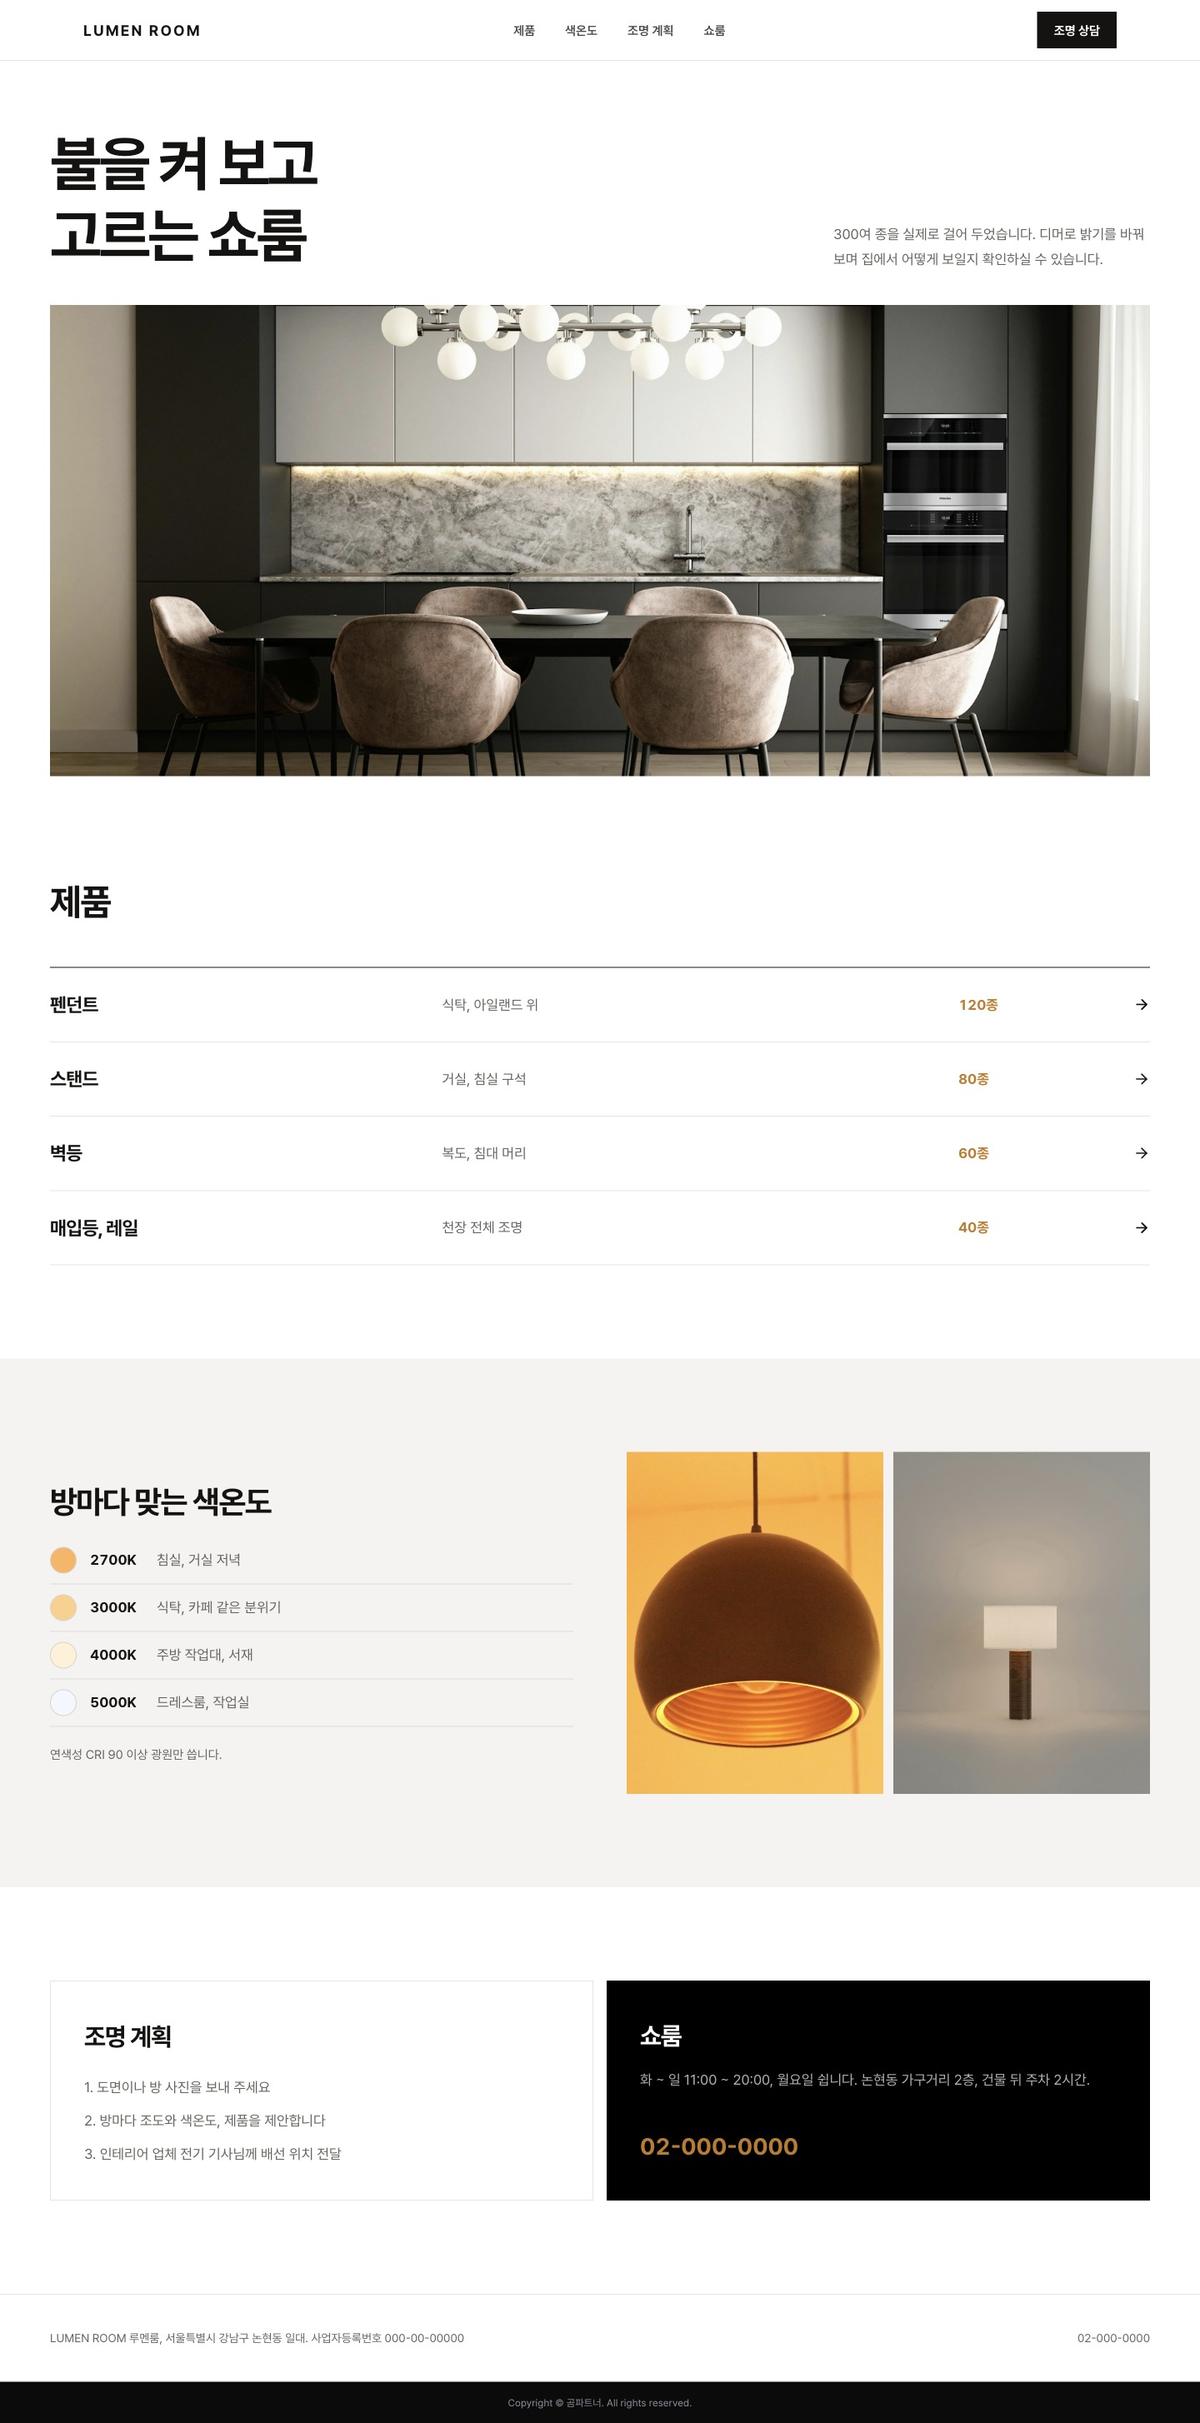 LUMEN ROOM
제품
색온도
조명 계획
쇼룸
조명 상담
불을 켜 보고
고르는 쇼룸
300여 종을 실제로 걸어 두었습니다. 디머로 밝기를 바꿔
보며 집에서 어떻게 보일지 확인하실 수 있습니다.
제품
펜던트 식탁, 아일랜드 위 120종 →
스탠드 거실, 침실 구석 80종 →
벽등 복도, 침대 머리 60종 →
매입등, 레일 천장 전체 조명 40종 →
방마다 맞는 색온도
2700K 침실, 거실 저녁
3000K 식탁, 카페 같은 분위기
4000K 주방 작업대, 서재
5000K 드레스룸, 작업실
연색성 CRI 90 이상 광원만 씁니다.
조명 계획
1. 도면이나 방 사진을 보내 주세요
2. 방마다 조도와 색온도, 제품을 제안합니다
3. 인테리어 업체 전기 기사님께 배선 위치 전달
쇼룸
화 ~ 일 11:00 ~ 20:00, 월요일 쉽니다. 논현동 가구거리 2층, 건물 뒤 주차 2시간.
02-000-0000
LUMEN ROOM 루멘룸, 서울특별시 강남구 논현동 일대. 사업자등록번호 000-00-00000
02-000-0000
Copyright © 곰파트너. All rights reserved.